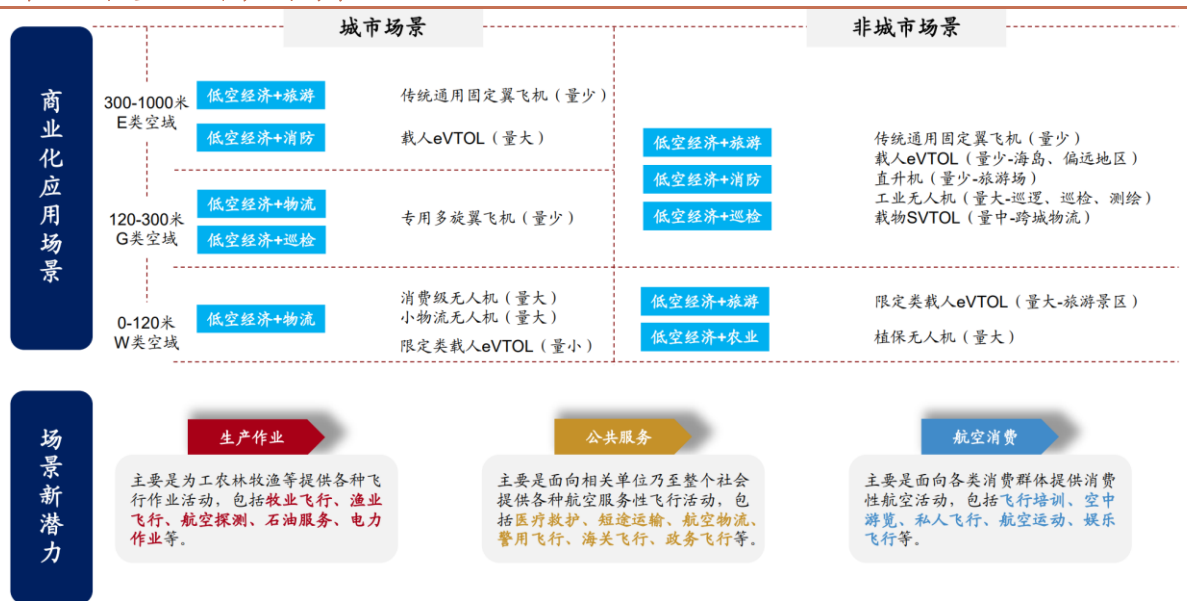 城市场景
非城市场景
商业化应用场景
300-1000米
E类空域
低空经济+旅游
传统通用固定翼飞机（量少）
低空经济+消防
载人eVTOL（量大）
120-300米
G类空域
低空经济+物流
低空经济+巡检
专用多旋翼飞机（量少）
低空经济+旅游
低空经济+消防
低空经济+巡检
传统通用固定翼飞机（量少）
载人eVTOL（量少-海岛、偏远地区）
直升机（量少-旅游场）
工业无人机（量大-巡逻、巡检、测绘）
载物SVTOL（量中-跨城物流）
0-120米
W类空域
低空经济+物流
消费级无人机（量大）
小物流无人机（量大）
限定类载人eVTOL（量小）
低空经济+旅游
限定类载人eVTOL（量大-旅游景区）
低空经济+农业
植保无人机（量大）
场景新潜力
生产作业
主要是为工农林牧渔等提供各种飞
行作业活动，包括牧业飞行、渔业
飞行、航空探测、石油服务、电力
作业等。
公共服务
主要是面向相关单位乃至整个社会
提供各种航空服务性飞行活动，包
括医疗救护、短途运输、航空物流、
警用飞行、海关飞行、政务飞行等。
航空消费
主要是面向各类消费群体提供消费
性航空活动，包括飞行培训、空中
游览、私人飞行、航空运动、娱乐
飞行等。